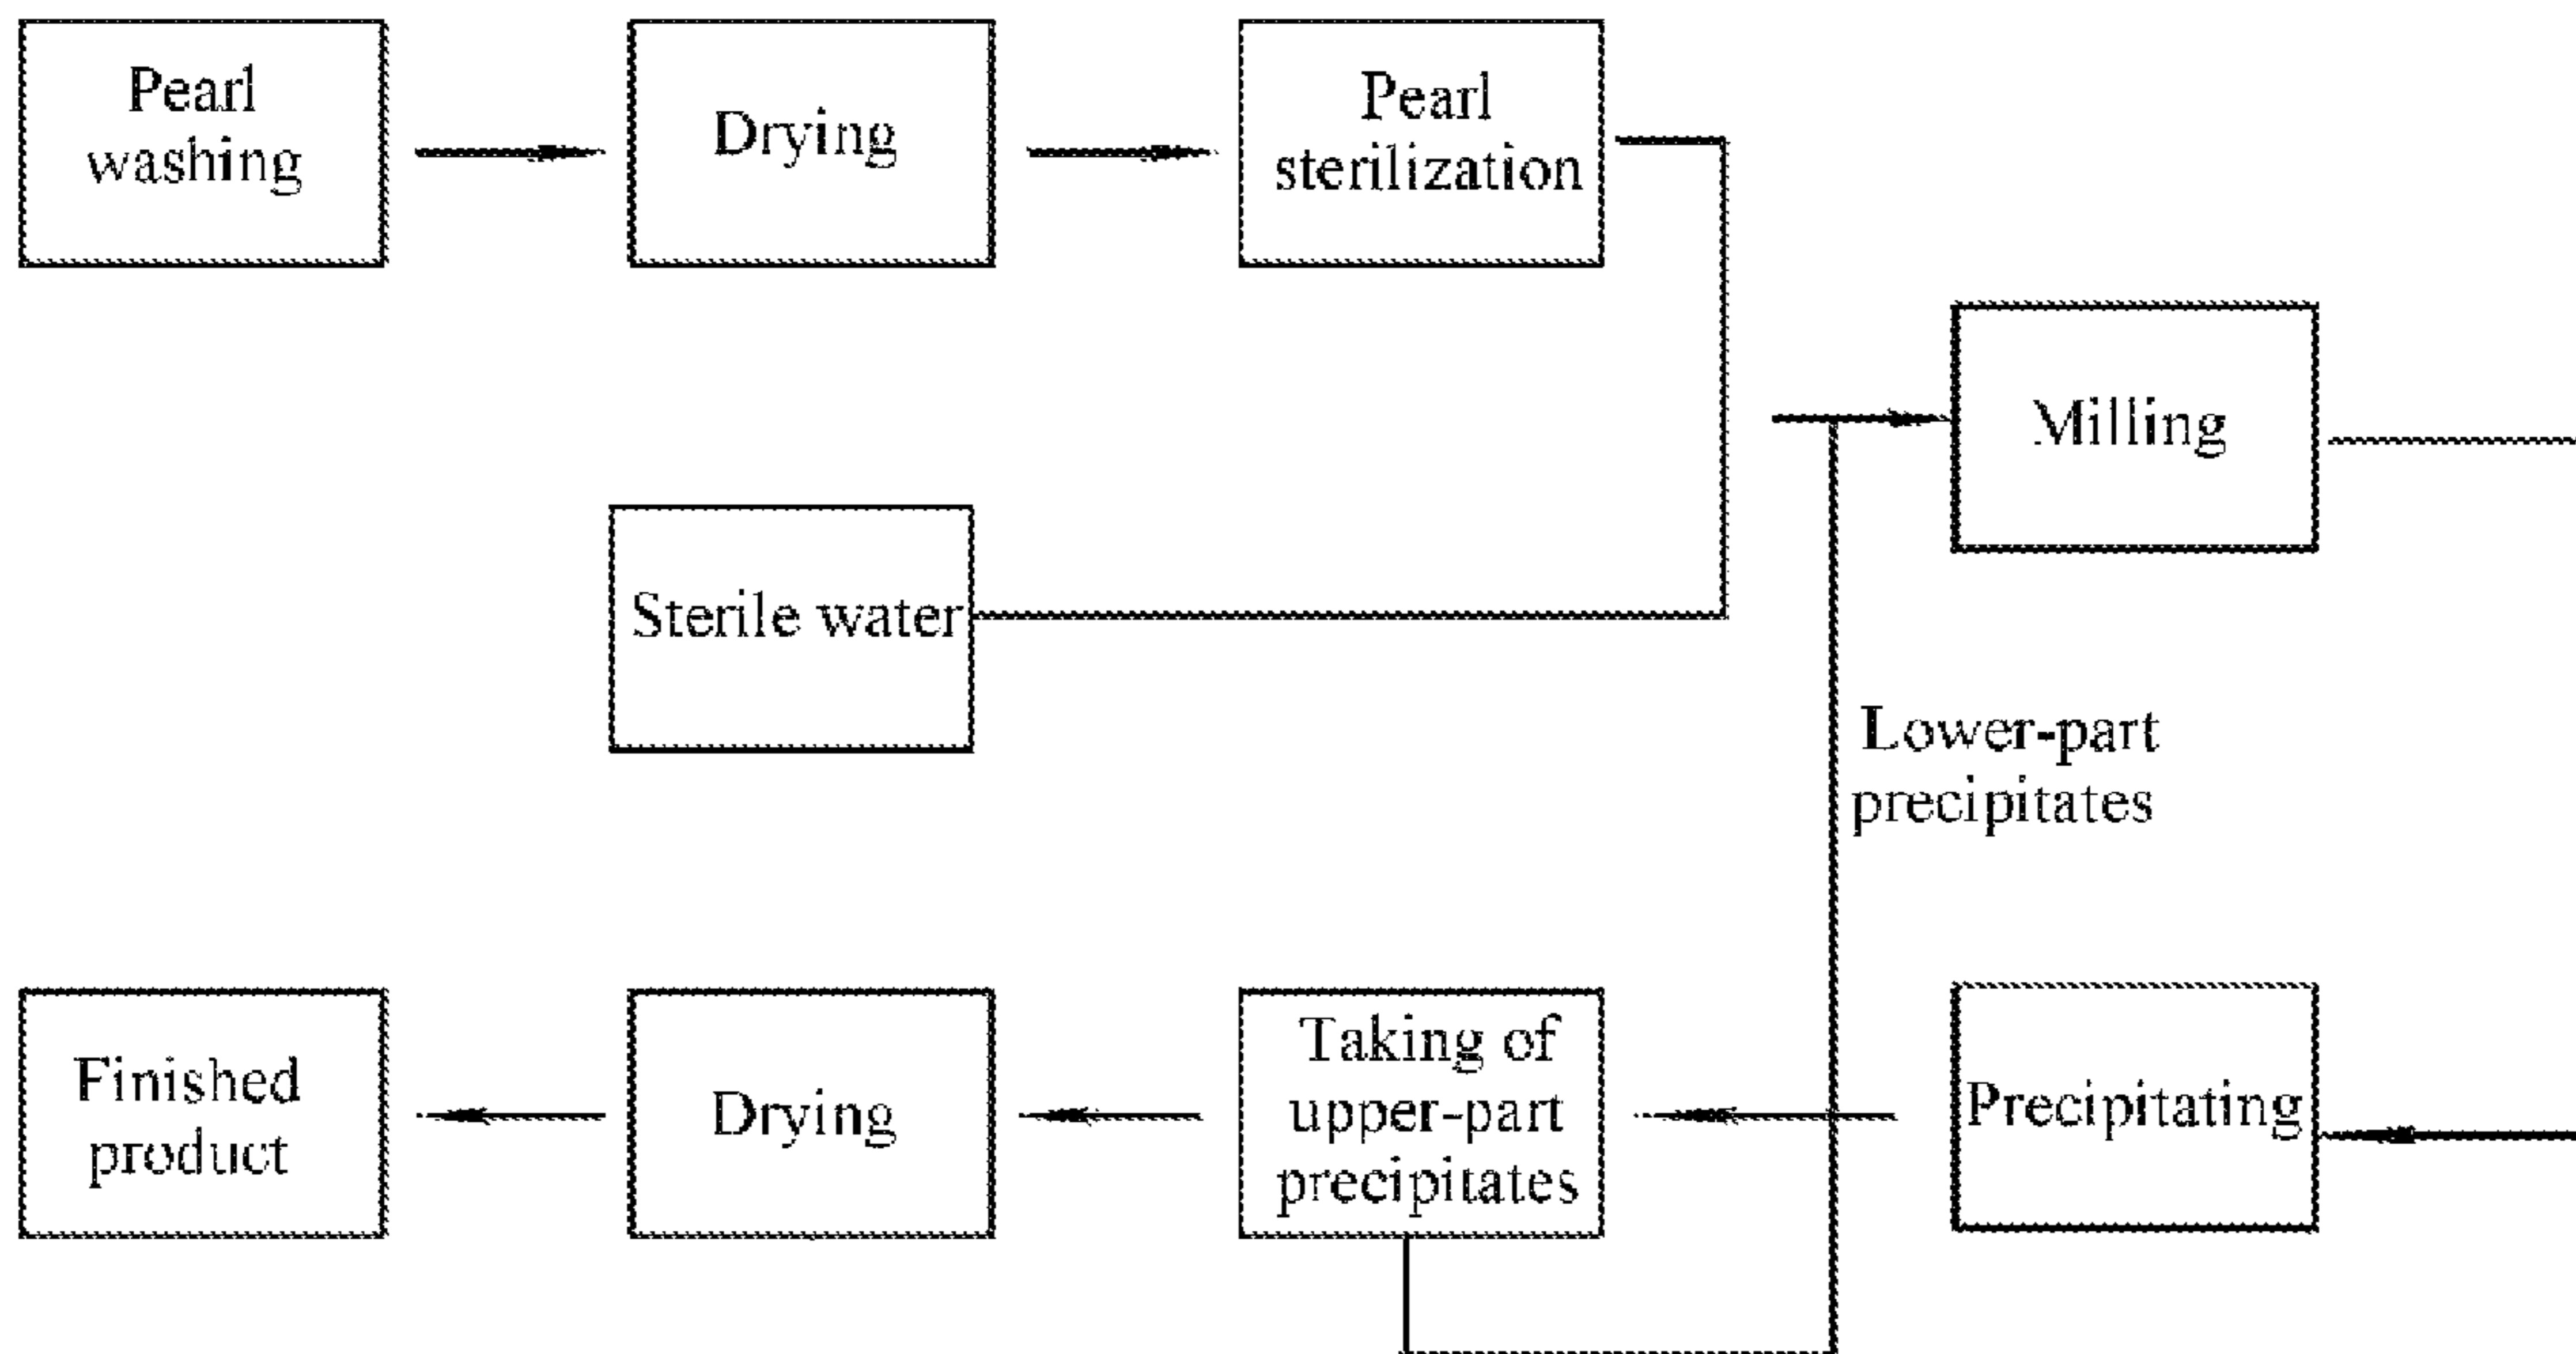 Pearl
washing
Drying
Pearl
sterilization
Milling
Sterile water
Lower-part
precipitates
Finished
product
Drying
Taking of
upper-part
precipitates
Precipitating